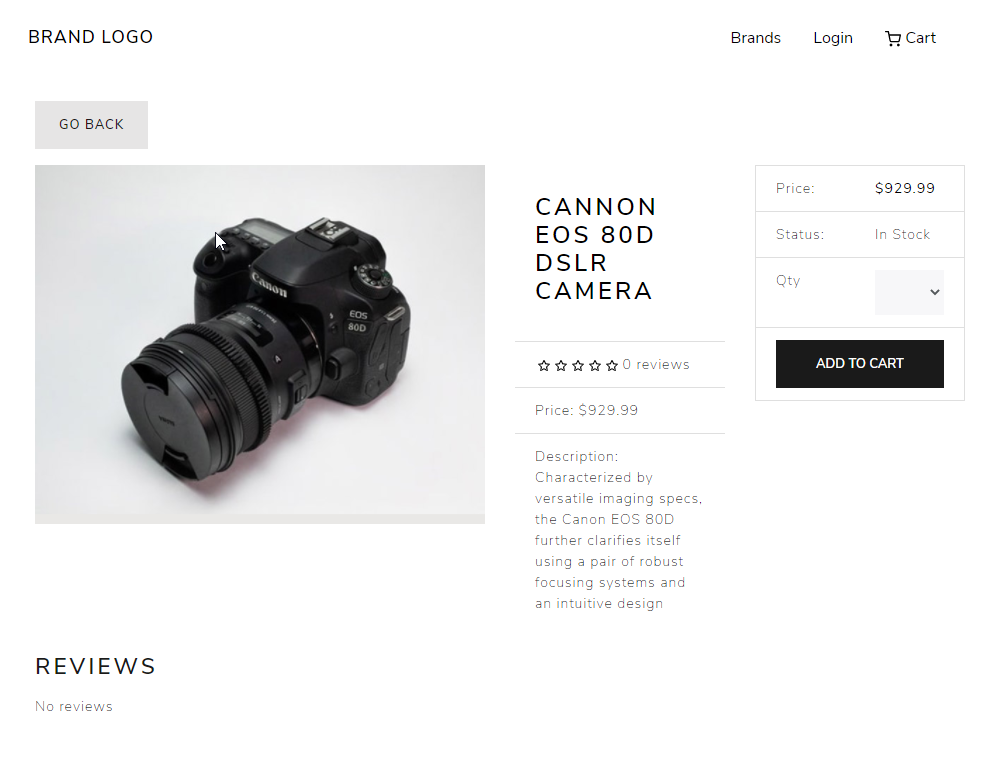 BRAND LOGO
Brands
Login
Cart
GO BACK
Canon
EOS
80D
A
CANNON
EOS 80D
DSLR
CAMERA
0 reviews
Price: $929.99
Description:
Characterized by
versatile imaging specs,
the Canon EOS 80D
further clarifies itself
using a pair of robust
focusing systems and
an intuitive design
Price: $929.99
Status: In Stock
Qty
ADD TO CART
REVIEWS
No reviews